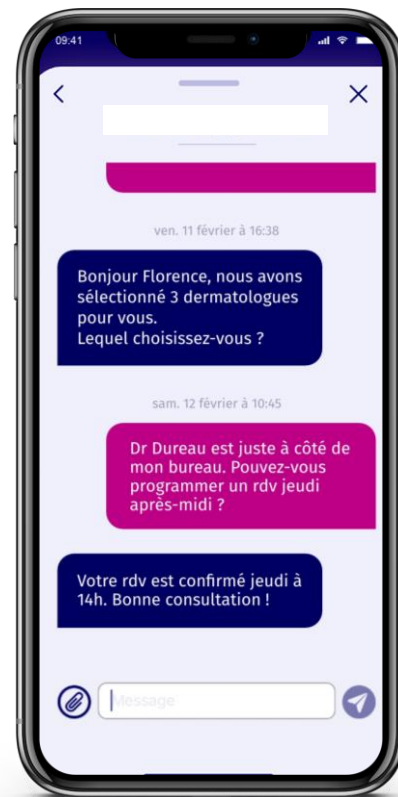 09:41
ven. 11 février à 16:38
Bonjour Florence, nous avons
sélectionné 3 dermatologues
pour vous.
Lequel choisissez-vous ?
sam. 12 février à 10:45
Dr Dureau est juste à côté de
mon bureau. Pouvez-vous
programmer un rdv jeudi
après-midi ?
Votre rdv est confirmé jeudi à
14h. Bonne consultation !
Message